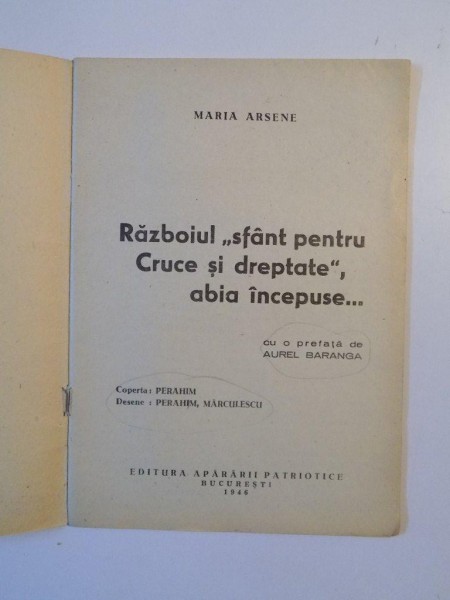 MARIA ARSENE
Războiul „sfânt pentru
Cruce și dreptate“,
abia începuse...
cu o prefață de
AUREL BARANGA
Coperta: PERAHIM
Desene : PERAHIM, MĂRCULESCU
EDITURA APĂRĂRII PATRIOTICE
BUCUREȘTI
1946